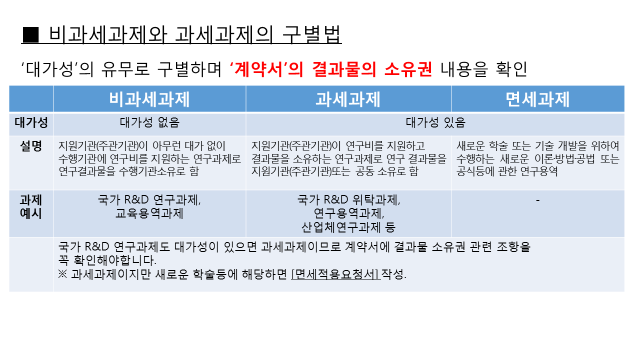 ■ 비과세과제와 과세과제의 구별법
‘대가성’의 유무로 구별하며 ‘계약서’의 결과물의 소유권 내용을 확인
비과세과제 과세과제 면세과제
대가성 대가성 없음 대가성 있음
설명
지원기관(주관기관)이 아무런 대가 없이
수행기관에 연구비를 지원하는 연구과제로
연구결과물을 수행기관소유로 함
지원기관(주관기관)이 연구비를 지원하고
결과물을 소유하는 연구과제로 연구 결과물을
지원기관(주관기관)또는 공동 소유로 함
새로운 학술 또는 기술 개발을 위하여
수행하는 새로운 이론·방법·공법 또는
공식등에 관한 연구용역
과제
예시
국가 R&D 연구과제,
교육용역과제
국가 R&D 위탁과제,
연구용역과제,
산업체연구과제 등
-
국가 R&D 연구과제도 대가성이 있으면 과세과제이므로 계약서에 결과물 소유권 관련 조항을
꼭 확인해야합니다.
※ 과세과제이지만 새로운 학술등에 해당하면 [면세적용요청서]작성.